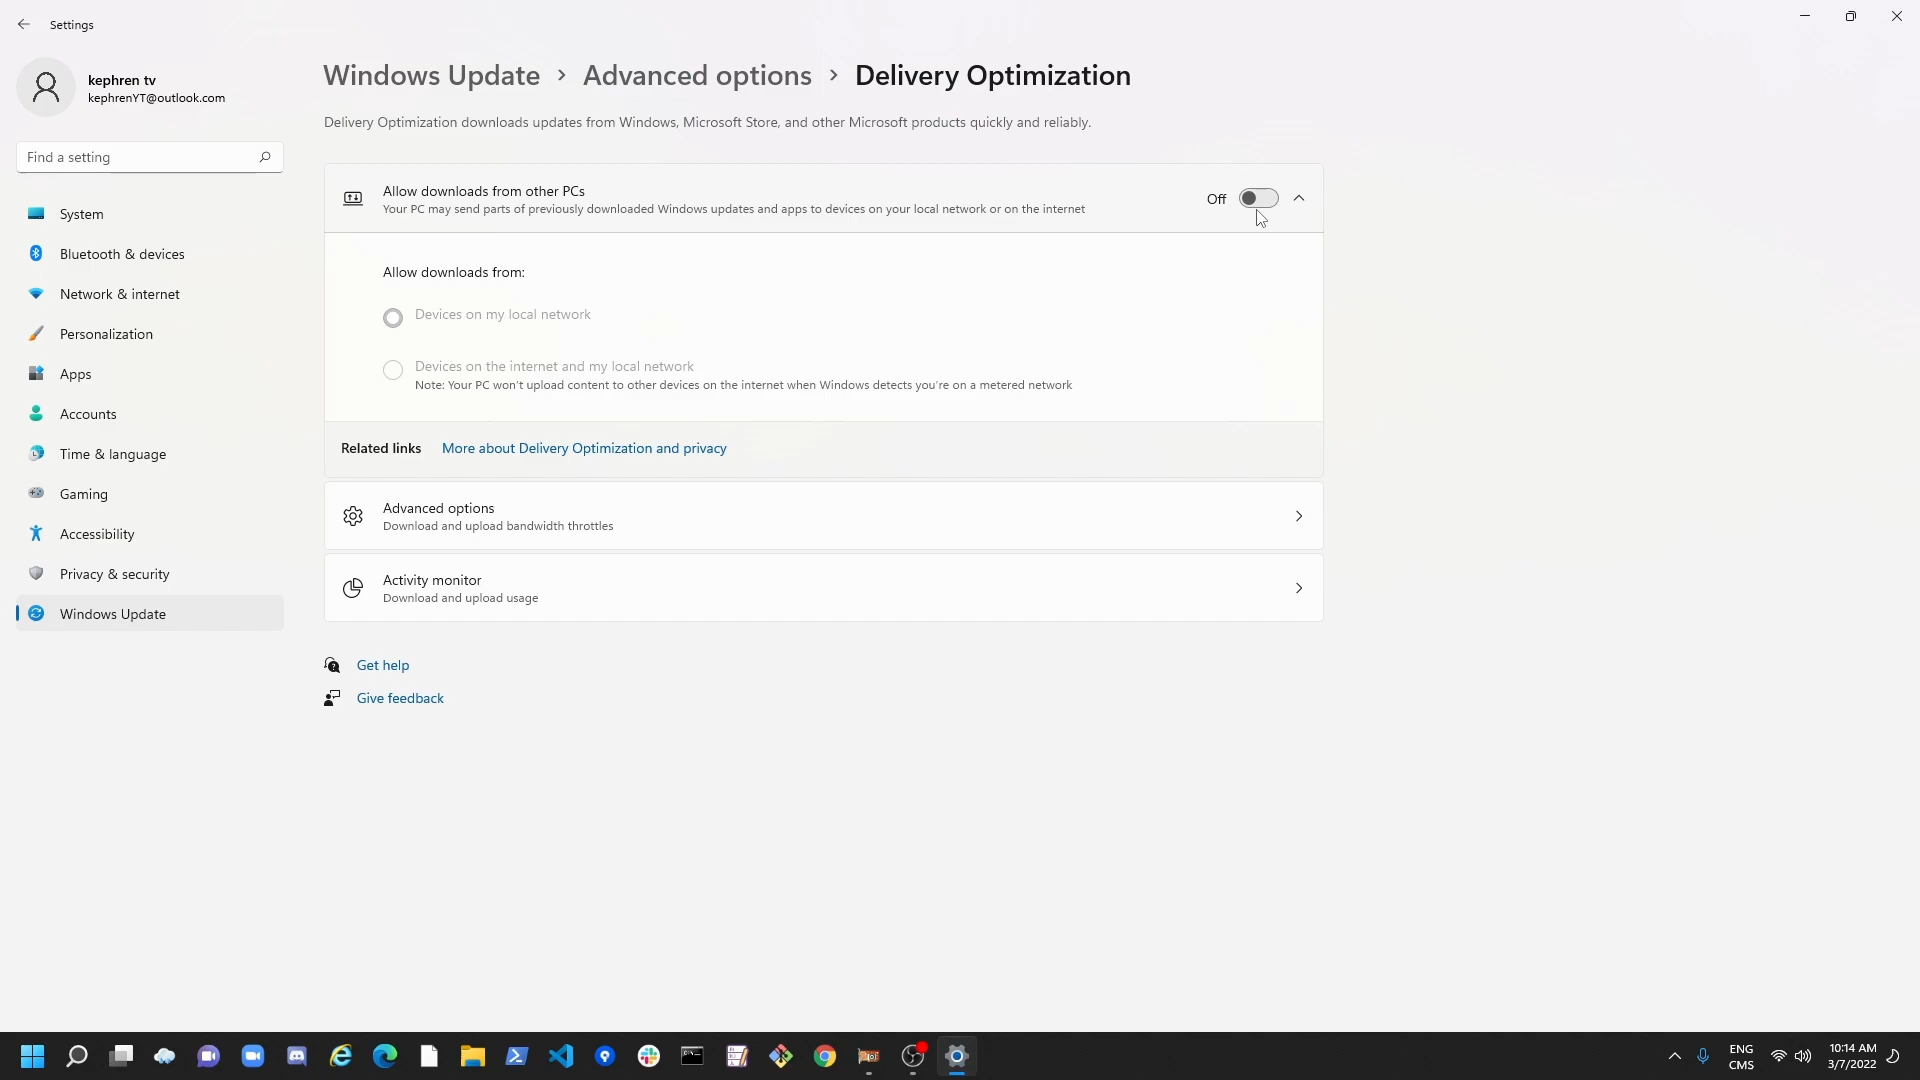 Settings
kephren tv
kephrenYT@outlook.com
Find a setting
System
Bluetooth & devices
Network & internet
Personalization
Apps
Accounts
Time & language
Gaming
Accessibility
Privacy & security
Windows Update
Windows Update > Advanced options > Delivery Optimization
Delivery Optimization downloads updates from Windows, Microsoft Store, and other Microsoft products quickly and reliably.
Allow downloads from other PCs
Your PC may send parts of previously downloaded Windows updates and apps to devices on your local network or on the internet
Off
Allow downloads from:
Devices on my local network
Devices on the internet and my local network
Note: Your PC won't upload content to other devices on the internet when Windows detects you're on a metered network
Related links More about Delivery Optimization and privacy
Advanced options
Download and upload bandwidth throttles
Activity monitor
Download and upload usage
Get help
Give feedback
ENG
CMS
10:14 AM
3/7/2022